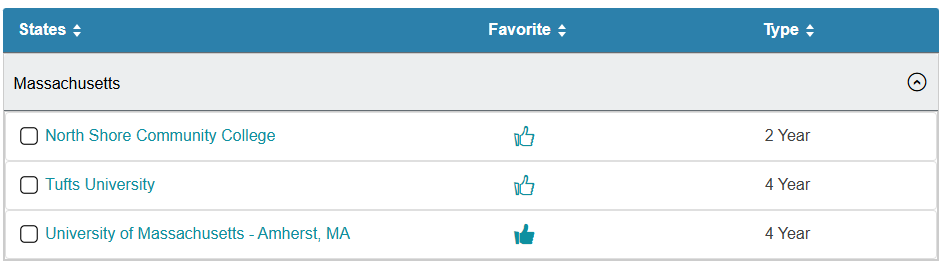 States Favorite Type
Massachusetts
North Shore Community College 2 Year
Tufts University 4 Year
University of Massachusetts - Amherst, MA 4 Year